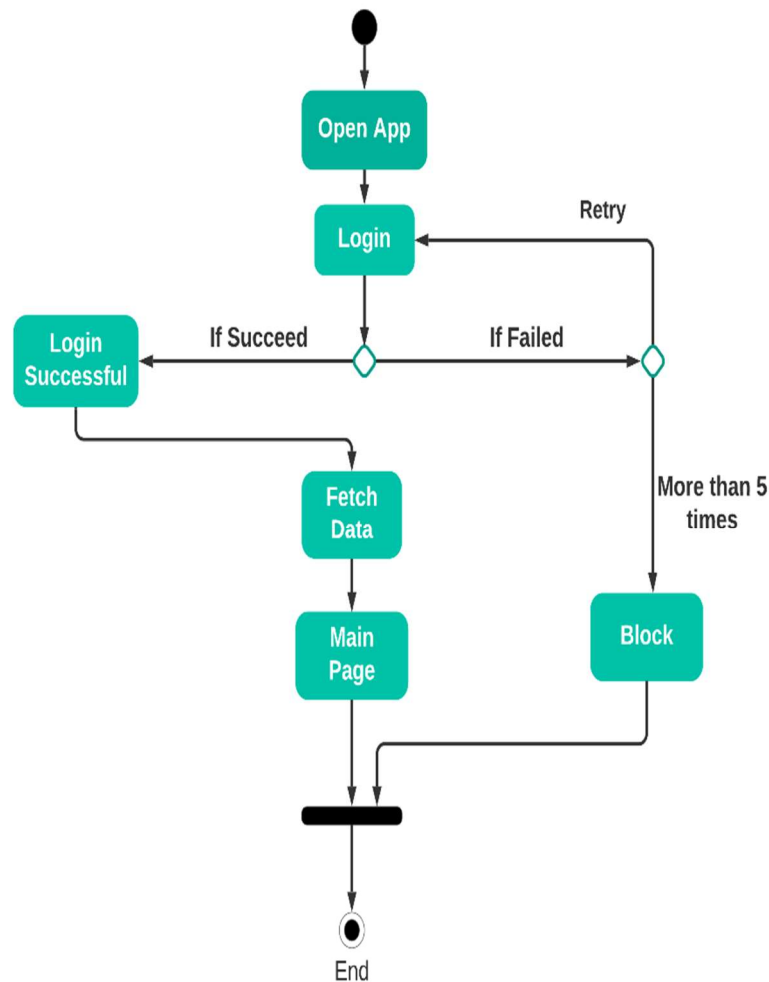 Open App
Login
Retry
If Succeed
If Failed
Login
Successful
Fetch
Data
More than 5
times
Main
Page
Block
End